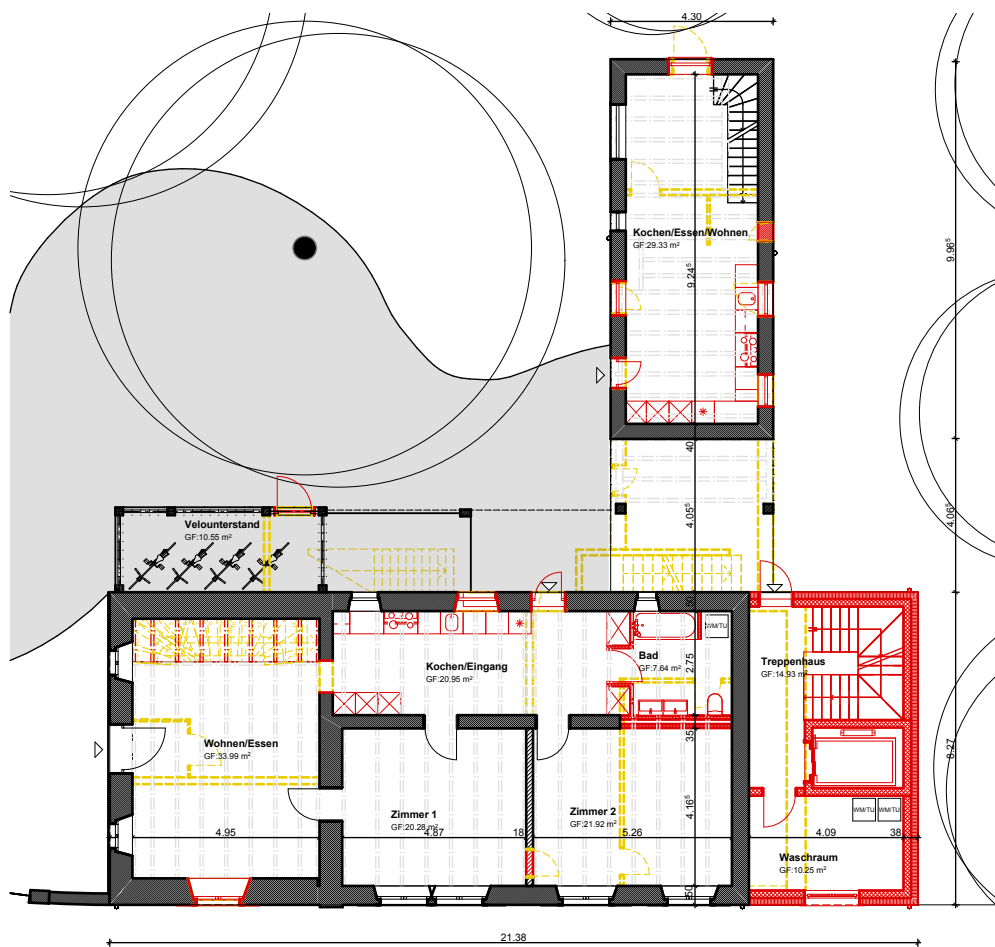 4.30
Kochen/Essen/Wohnen
GF:29.33 m²
9.24⁵
9.96⁵
40
4.05⁵
4.06⁵
Velounterstand
GF:10.55 m²
50
WM/TU
Kochen/Eingang
GF:20.95 m²
Bad
GF:7.64 m²
2.75
Treppenhaus
GF:14.93 m²
Wohnen/Essen
GF:33.99 m²
35
8.27
WM/TU
WM/TU
Zimmer 1
GF:20.28 m²
Zimmer 2
GF:21.92 m²
4.16⁵
4.95
4.87
18
5.26
4.09
38
Waschraum
GF:10.25 m²
50
21.38